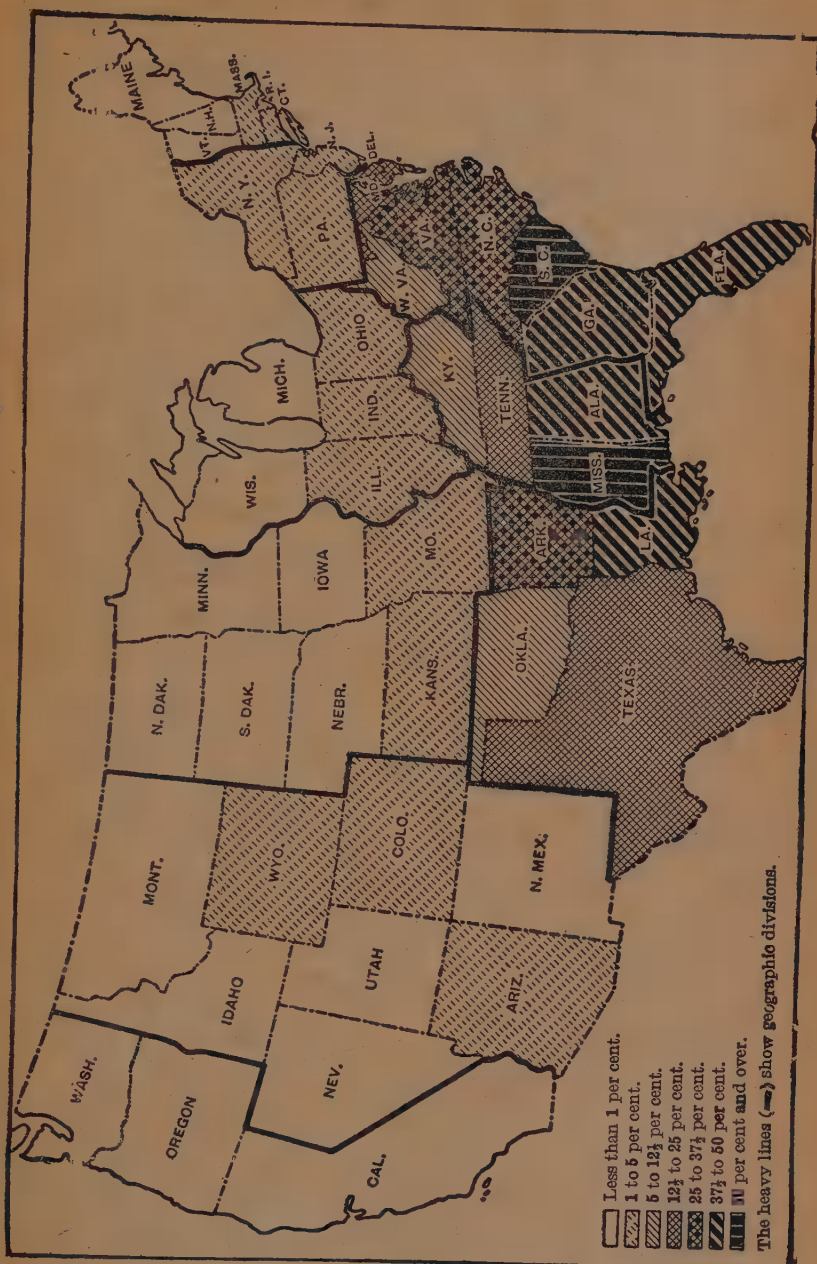 WASH.
OREGON
CAL.
NEV.
IDAHO
MONT.
WYO.
UTAH
COLO.
ARIZ.
N. MEX.
N. DAK.
S. DAK.
NEBR.
KANS.
OKLA.
TEXAS
MINN.
IOWA
MO.
ARK.
LA.
WIS.
ILL.
MICH.
IND.
OHIO
KY.
TENN.
MISS.
ALA.
GA.
FLA.
S. C.
N. C.
VA.
W. VA.
MD.
DEL.
PA.
N. J.
N. Y.
CT.
R. I.
MASS.
VT.
N.H.
MAINE
Less than 1 per cent.
1 to 5 per cent.
5 to 12½ per cent.
12½ to 25 per cent.
25 to 37½ per cent.
37½ to 50 per cent.
per cent and over.
The heavy lines (━) show geographic divisions.